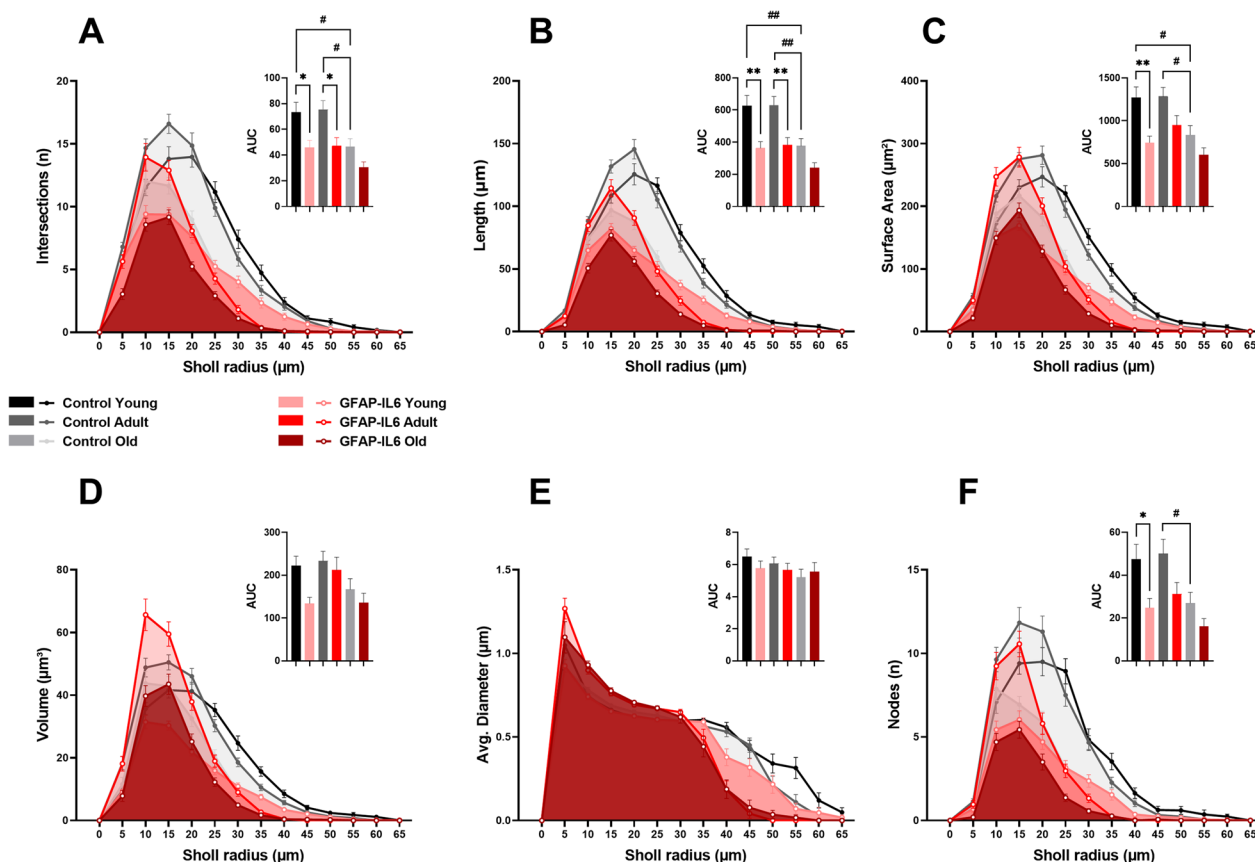 A
B
C
#
#
*
*
AUC
100
80
60
40
20
0
Intersections (n)
20
15
10
5
0
0 5 10 15 20 25 30 35 40 45 50 55 60 65
Sholl radius (µm)
##
##
**
**
AUC
800
600
400
200
0
Length (µm)
200
150
100
50
0
0 5 10 15 20 25 30 35 40 45 50 55 60 65
Sholl radius (µm)
#
#
**
AUC
1500
1000
500
0
Surface Area (µm²)
400
300
200
100
0
0 5 10 15 20 25 30 35 40 45 50 55 60 65
Sholl radius (µm)
Control Young
Control Adult
Control Old
GFAP-IL6 Young
GFAP-IL6 Adult
GFAP-IL6 Old
D
E
F
AUC
300
200
100
0
Volume (µm³)
80
60
40
20
0
0 5 10 15 20 25 30 35 40 45 50 55 60 65
Sholl radius (µm)
AUC
8
6
4
2
0
Avg. Diameter (µm)
1.5
1.0
0.5
0.0
0 5 10 15 20 25 30 35 40 45 50 55 60 65
Sholl radius (µm)
*
#
AUC
60
40
20
0
Nodes (n)
15
10
5
0
0 5 10 15 20 25 30 35 40 45 50 55 60 65
Sholl radius (µm)